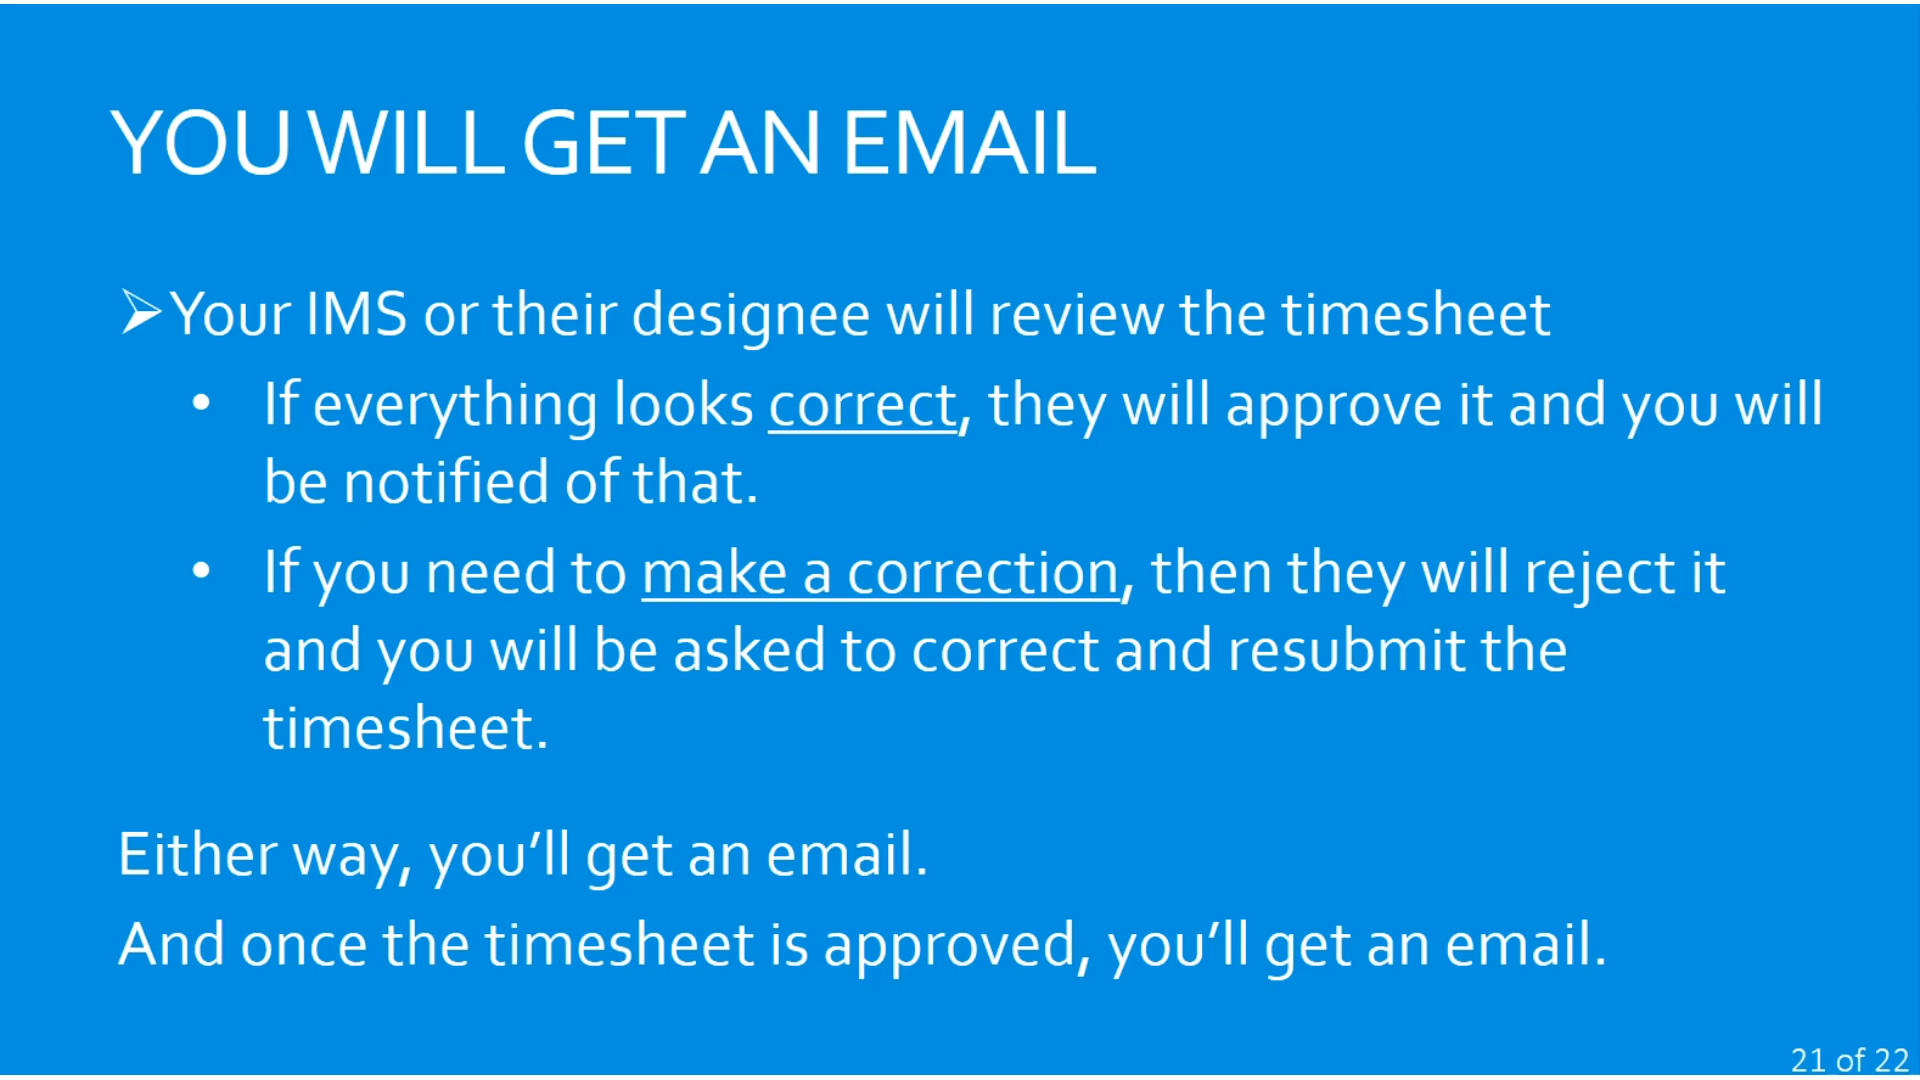 YOU WILL GET AN EMAIL
➢Your IMS or their designee will review the timesheet
• If everything looks correct, they will approve it and you will
be notified of that.
• If you need to make a correction, then they will reject it
and you will be asked to correct and resubmit the
timesheet.
Either way, you’ll get an email.
And once the timesheet is approved, you’ll get an email.
21 of 22